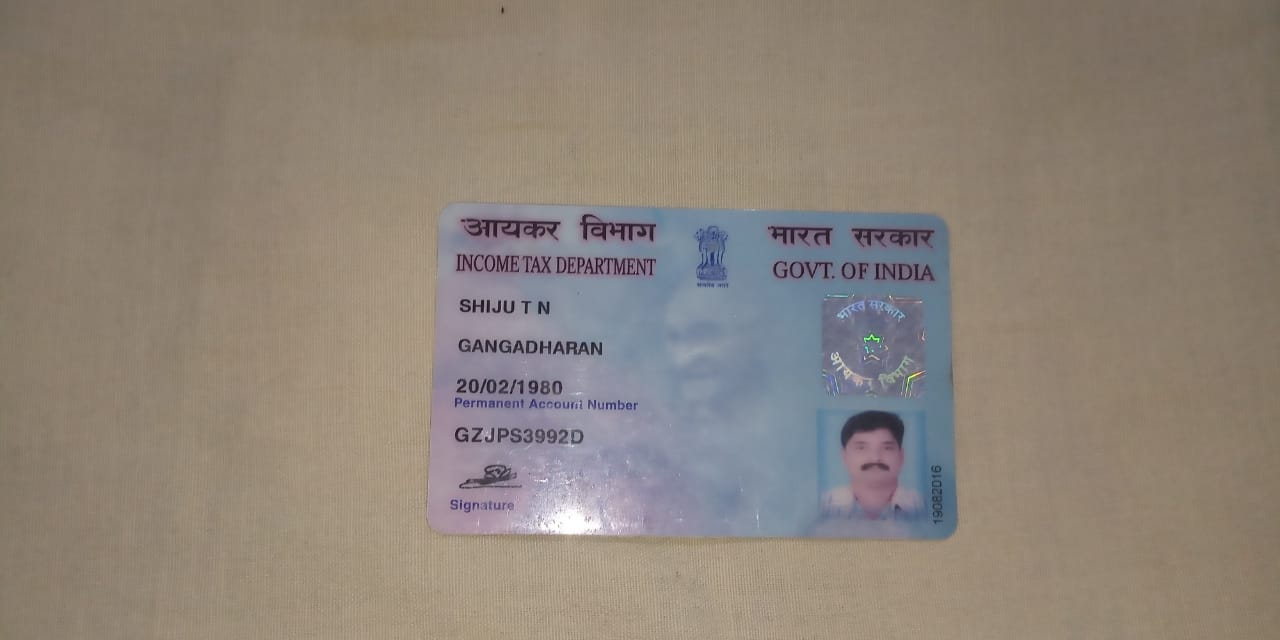 आयकर विभाग
INCOME TAX DEPARTMENT
सत्यमेव जयते
भारत सरकार
GOVT. OF INDIA
SHIJU T N
GANGADHARAN
20/02/1980
Permanent Account Number
GZJPS3992D
Signature
भारत सरकार
आयकर विभाग
19082016